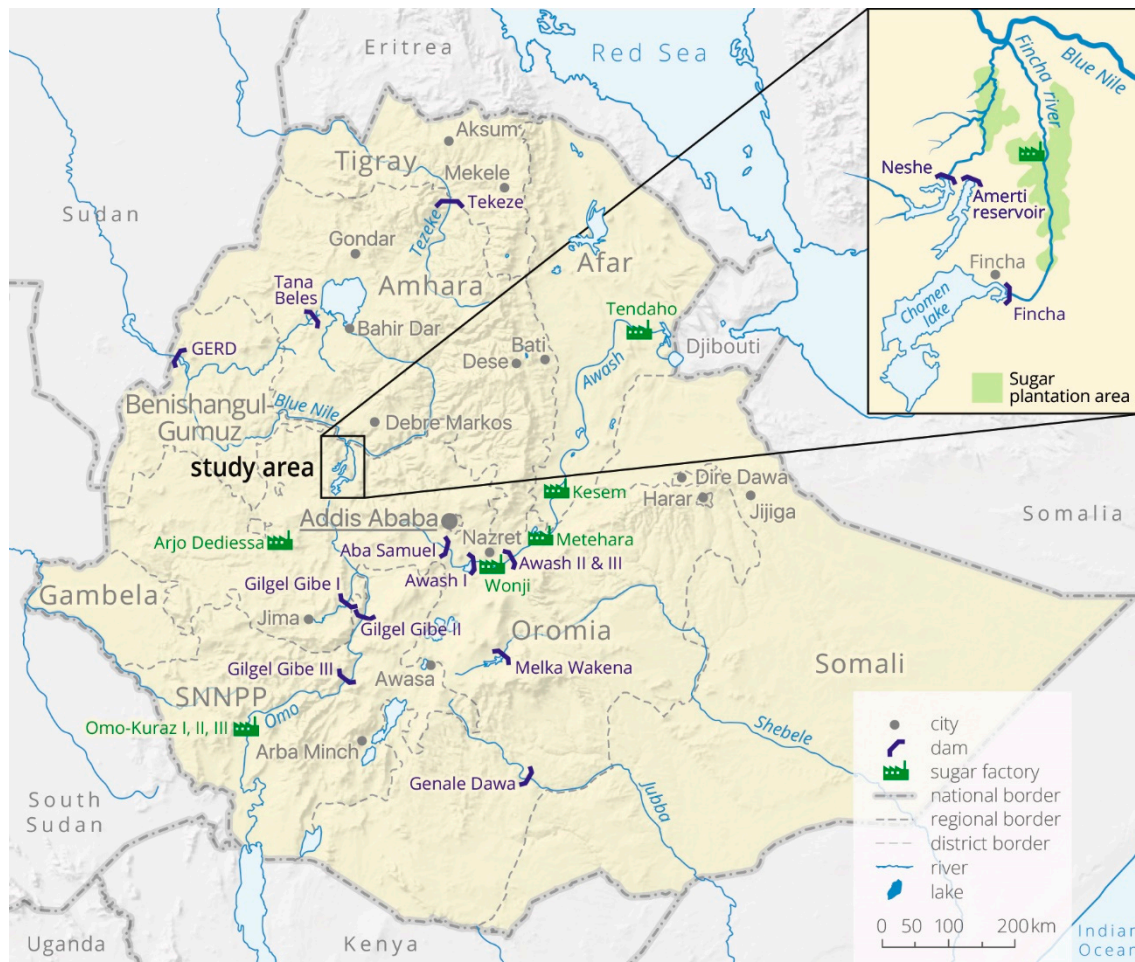 Eritrea
Red Sea
Sudan
Aksum
Tigray
Mekele
Tekeze
Tezeke
Gondar
Afar
Tana
Beles
Amhara
Bahir Dar
Tendaho
GERD
Bati
Dese
Awash
Djibouti
Benishangul-
Gumuz
Blue Nile
Debre Markos
study area
Dire Dawa
Kesem
Harar
Jijiga
Addis Ababa
Somalia
Nazret
Metehara
Arjo Dediessa
Aba Samuel
Awash II & III
Awash I
Wonji
Gambela
Gilgel Gibe I
Jima
Gilgel Gibe II
Oromia
Gilgel Gibe III
Awasa
Melka Wakena
Somali
SNNPP
Omo
Omo-Kuraz I, II, III
Arba Minch
Shebele
Genale Dawa
Jubba
South
Sudan
Uganda
Kenya
Indian
Ocean
Fincha river
Blue Nile
Neshe
Amerti
reservoir
Fincha
Chomen
lake
Fincha
Sugar
plantation area
city
dam
sugar factory
national border
regional border
district border
river
lake
0 50 100 200 km